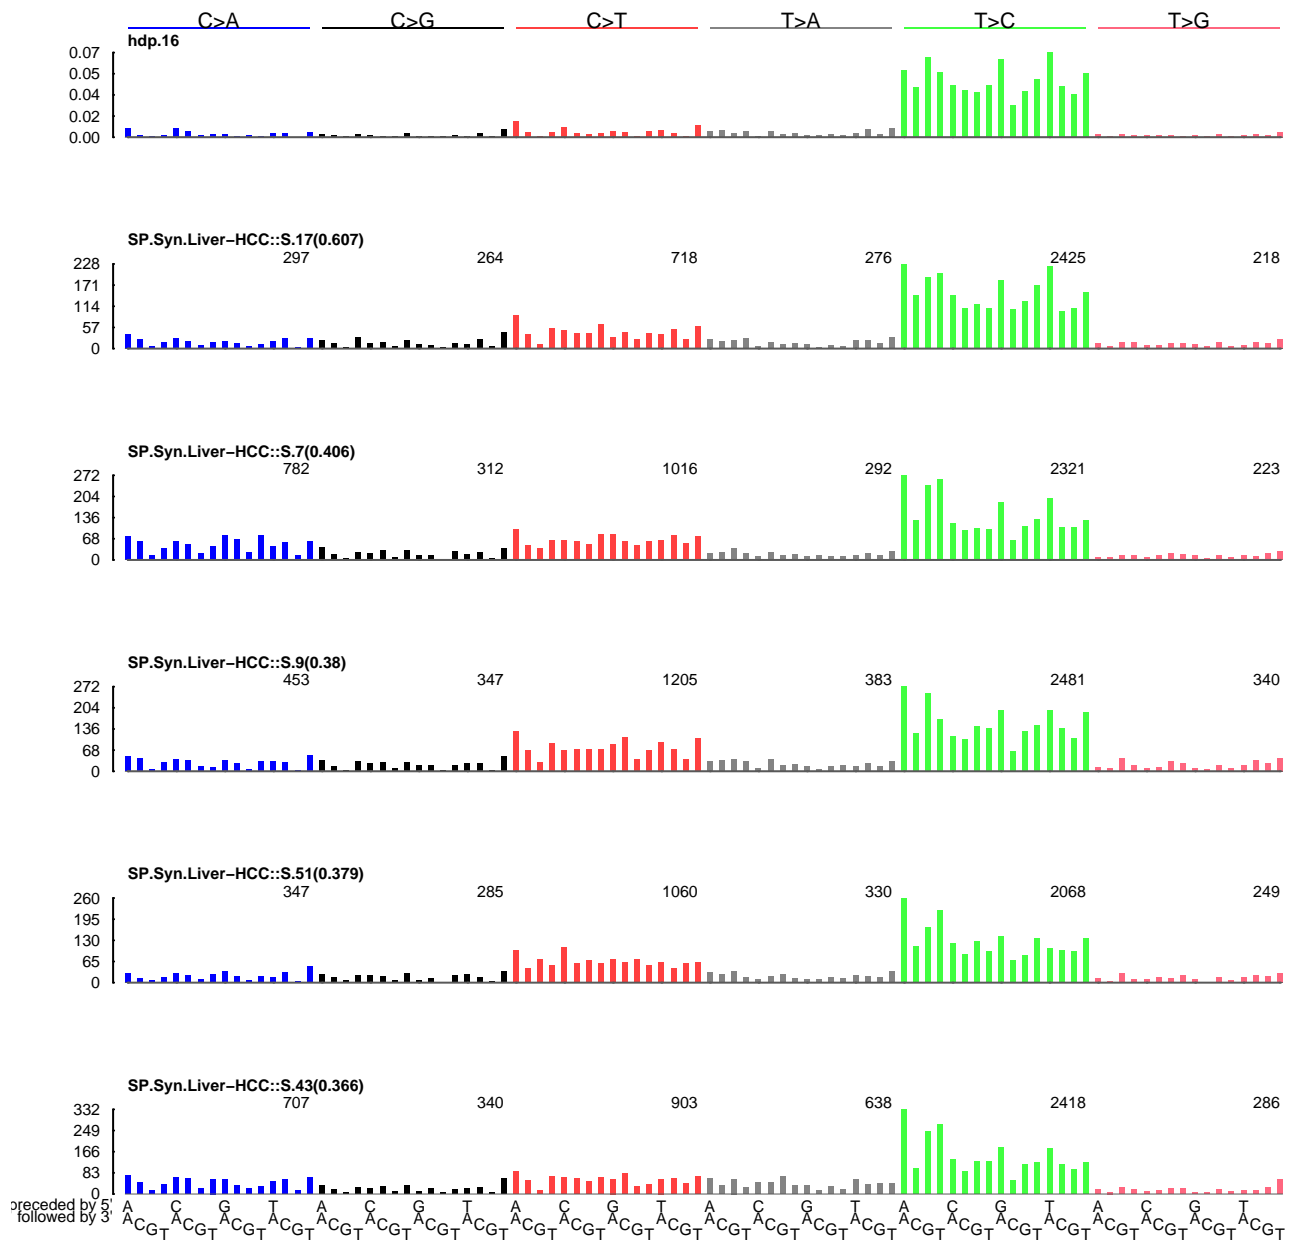 C>A C>G C>T T>A T>C T>G
hdp.16
0.07
0.05
0.04
0.02
0.00
SP.Syn.Liver−HCC::S.17(0.607)
297 264 718 276 2425 218
228
171
114
57
0
SP.Syn.Liver−HCC::S.7(0.406)
782 312 1016 292 2321 223
272
204
136
68
0
SP.Syn.Liver−HCC::S.9(0.38)
453 347 1205 383 2481 340
272
204
136
68
0
SP.Syn.Liver−HCC::S.51(0.379)
347 285 1060 330 2068 249
260
195
130
65
0
SP.Syn.Liver−HCC::S.43(0.366)
707 340 903 638 2418 286
332
249
166
83
0
preceded by 5' A C G T A C G T A C G T A C G T A C G T A C G T
followed by 3' A C G T A C G T A C G T A C G T A C G T A C G T A C G T A C G T A C G T A C G T A C G T A C G T A C G T A C G T A C G T A C G T A C G T A C G T A C G T A C G T A C G T A C G T A C G T A C G T